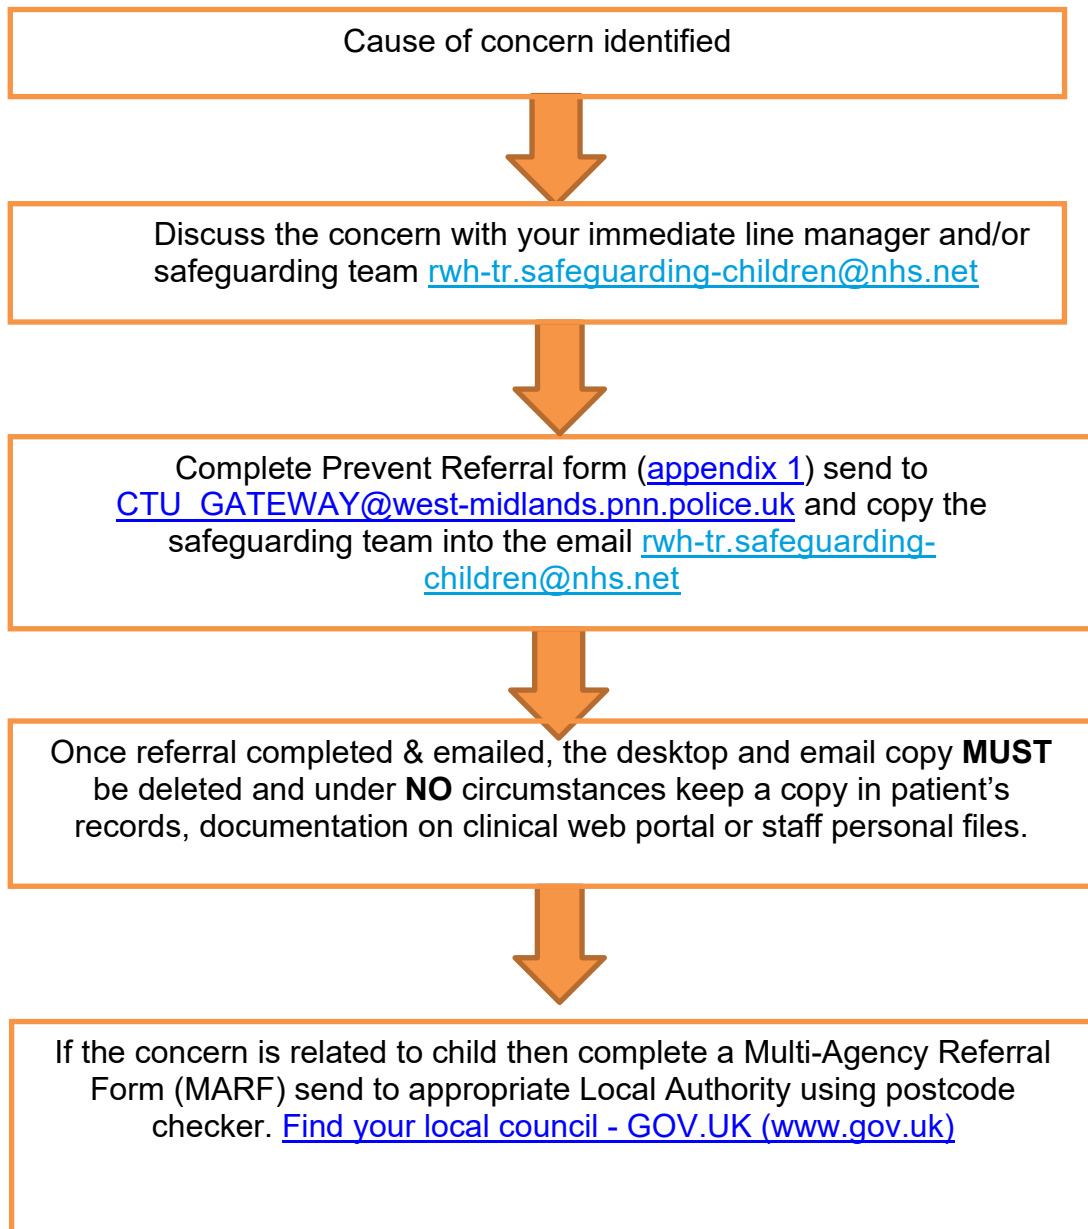 Cause of concern identified
Discuss the concern with your immediate line manager and/or
safeguarding team rwh-tr.safeguarding-children@nhs.net
Complete Prevent Referral form (appendix 1) send to
CTU_GATEWAY@west-midlands.pnn.police.uk and copy the
safeguarding team into the email rwh-tr.safeguarding-
children@nhs.net
Once referral completed & emailed, the desktop and email copy MUST
be deleted and under NO circumstances keep a copy in patient's
records, documentation on clinical web portal or staff personal files.
If the concern is related to child then complete a Multi-Agency Referral
Form (MARF) send to appropriate Local Authority using postcode
checker. Find your local council - GOV.UK (www.gov.uk)